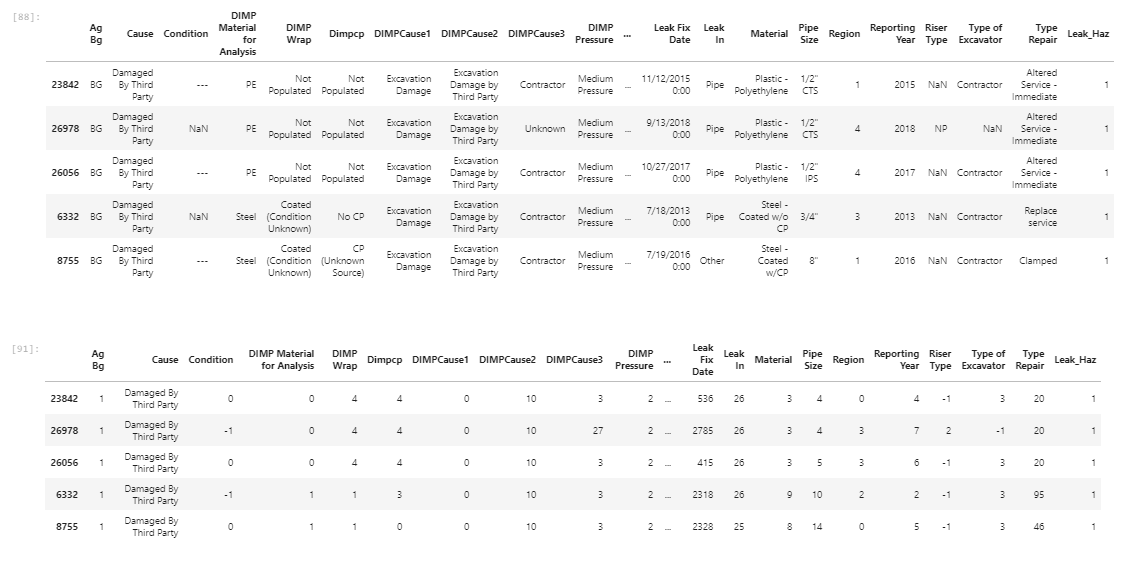 [88]:
Ag Bg Cause Condition DIMP Material for Analysis DIMP Wrap Dimpcp DIMPCause1 DIMPCause2 DIMPCause3 DIMP Pressure ... Leak Fix Date Leak In Material Pipe Size Region Reporting Year Riser Type Type of Excavator Type Repair Leak_Haz
23842 BG Damaged By Third Party --- PE Not Populated Not Populated Excavation Damage Excavation Damage by Third Party Contractor Medium Pressure ... 11/12/2015 0:00 Pipe Plastic - Polyethylene 1/2" CTS 1 2015 NaN Contractor Altered Service - Immediate 1
26978 BG Damaged By Third Party NaN PE Not Populated Not Populated Excavation Damage Excavation Damage by Third Party Unknown Medium Pressure ... 9/13/2018 0:00 Pipe Plastic - Polyethylene 1/2" CTS 4 2018 NP NaN Altered Service - Immediate 1
26056 BG Damaged By Third Party --- PE Not Populated Not Populated Excavation Damage Excavation Damage by Third Party Contractor Medium Pressure ... 10/27/2017 0:00 Pipe Plastic - Polyethylene 1/2" IPS 4 2017 NaN Contractor Altered Service - Immediate 1
6332 BG Damaged By Third Party NaN Steel Coated (Condition Unknown) No CP Excavation Damage Excavation Damage by Third Party Contractor Medium Pressure ... 7/18/2013 0:00 Pipe Steel - Coated w/o CP 3/4" 3 2013 NaN Contractor Replace service 1
8755 BG Damaged By Third Party --- Steel Coated (Condition Unknown) CP (Unknown Source) Excavation Damage Excavation Damage by Third Party Contractor Medium Pressure ... 7/19/2016 0:00 Other Steel - Coated w/CP 8" 1 2016 NaN Contractor Clamped 1
[91]:
Ag Bg Cause Condition DIMP Material for Analysis DIMP Wrap Dimpcp DIMPCause1 DIMPCause2 DIMPCause3 DIMP Pressure ... Leak Fix Date Leak In Material Pipe Size Region Reporting Year Riser Type Type of Excavator Type Repair Leak_Haz
23842 1 Damaged By Third Party 0 0 4 4 0 10 3 2 ... 536 26 3 4 0 4 -1 3 20 1
26978 1 Damaged By Third Party -1 0 4 4 0 10 27 2 ... 2785 26 3 4 3 7 2 -1 20 1
26056 1 Damaged By Third Party 0 0 4 4 0 10 3 2 ... 415 26 3 5 3 6 -1 3 20 1
6332 1 Damaged By Third Party -1 1 1 3 0 10 3 2 ... 2318 26 9 10 2 2 -1 3 95 1
8755 1 Damaged By Third Party 0 1 1 0 0 10 3 2 ... 2328 25 8 14 0 5 -1 3 46 1